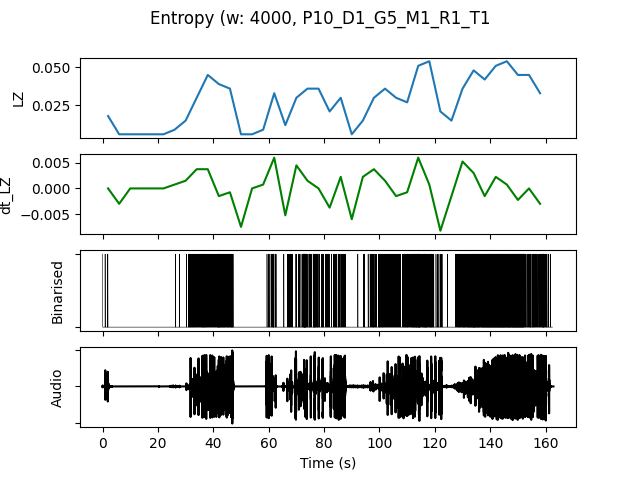 Entropy (w: 4000, P10_D1_G5_M1_R1_T1
0.050
0.025
LZ
0.005
0.000
−0.005
dt_LZ
Binarised
Audio
0 20 40 60 80 100 120 140 160
Time (s)